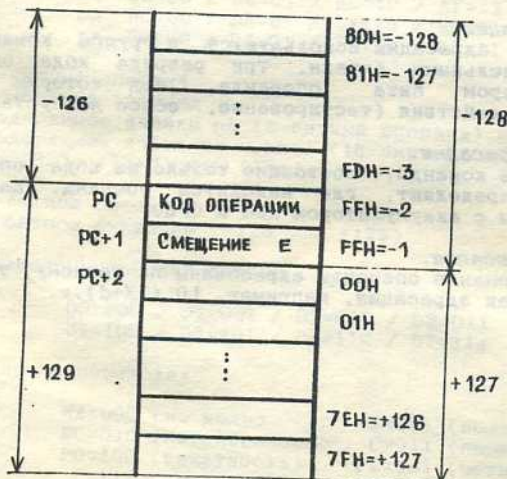 80H=-128
81H=-127
-126
-128
FDH=-3
PC КОД ОПЕРАЦИИ FFH=-2
PC+1 СМЕЩЕНИЕ E FFH=-1
PC+2 00H
01H
+129
+127
7EH=+126
7FH=+127